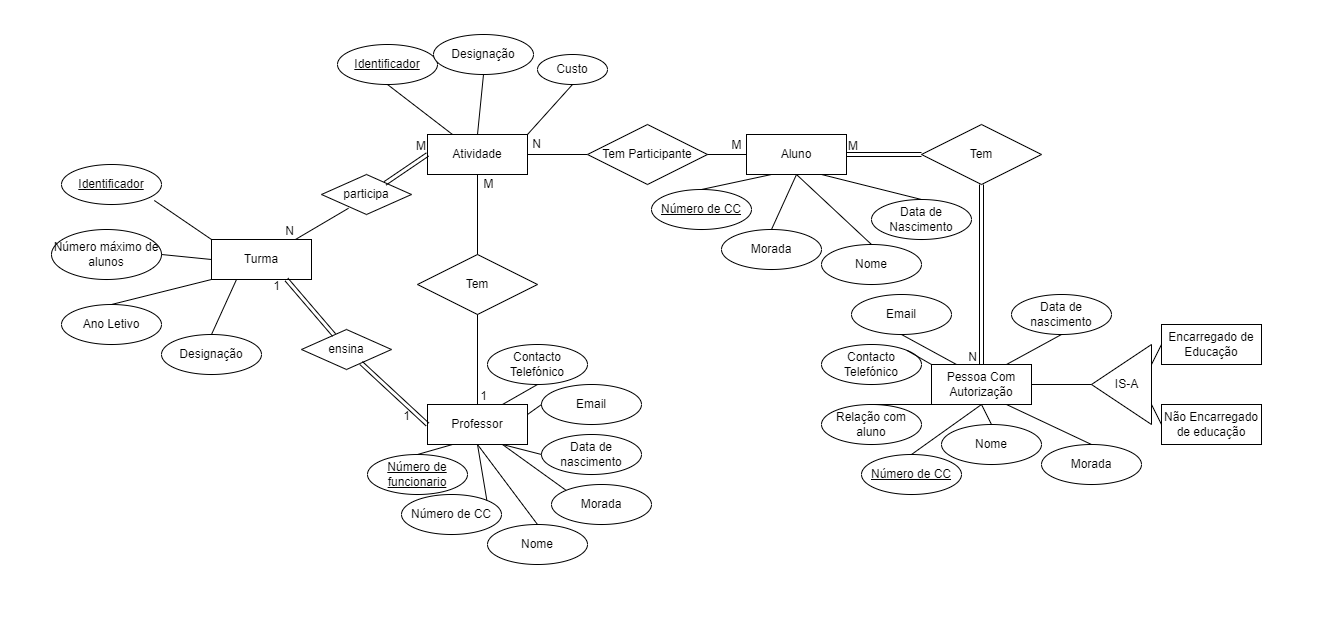 Identificador
Designação
Custo
M
Atividade
N
Tem Participante
M
Aluno
M
Tem
Identificador
participa
M
Número de CC
Data de
Nascimento
N
Número máximo de
alunos
Turma
Morada
Nome
1
Tem
Ano Letivo
Designação
ensina
Email
Data de
nascimento
Contacto
Telefónico
Contacto
Telefónico
N
Encarregado de
Educação
Pessoa Com
Autorização
IS-A
1
Email
1
Professor
Relação com
aluno
Não Encarregado
de educação
Nome
Data de
nascimento
Número de
funcionario
Número de CC
Morada
Morada
Número de CC
Nome